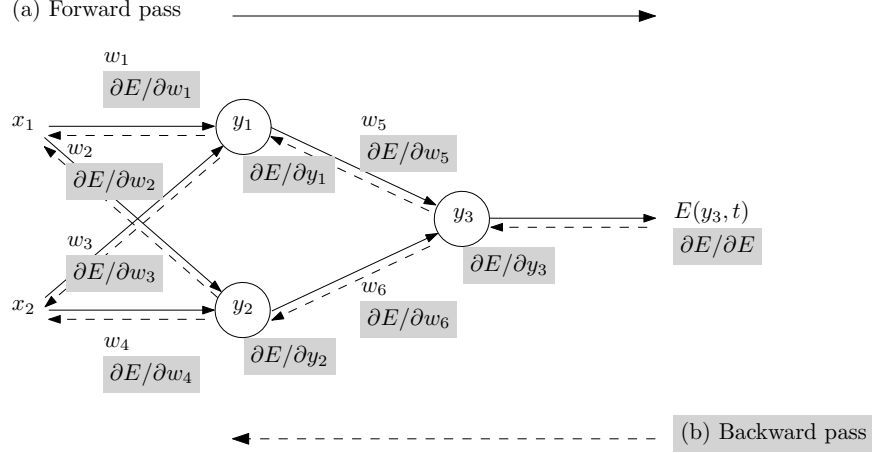 (a) Forward pass
w₁
∂E/∂w₁
x₁
y₁
w₂
∂E/∂w₂
w₅
∂E/∂w₅
∂E/∂y₁
y₃
E(y₃, t)
∂E/∂E
w₃
∂E/∂w₃
∂E/∂y₃
x₂
y₂
w₆
∂E/∂w₆
w₄
∂E/∂w₄
∂E/∂y₂
(b) Backward pass